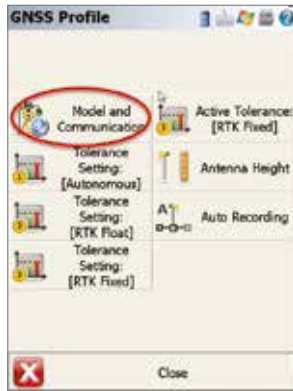 GNSS Profile
Model and
Communication
Active Tolerance:
[RTK Fixed]
Tolerance
Setting:
[Autonomous]
Antenna Height
Tolerance
Setting:
[RTK Float]
Auto Recording
Tolerance
Setting:
[RTK Fixed]
Close